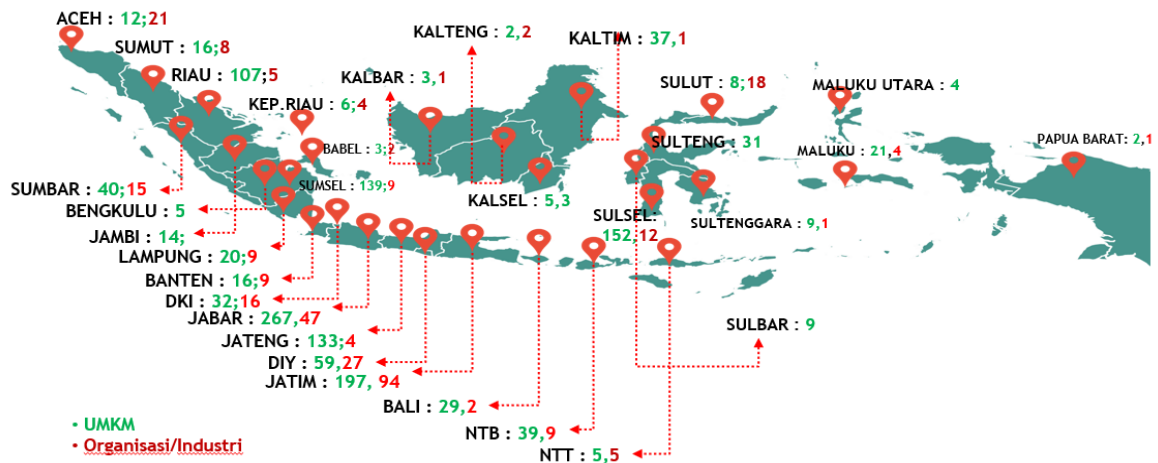 ACEH : 12;21
SUMUT : 16;8
RIAU : 107;5
KEP.RIAU : 6;4
BABEL : 3;2
SUMSEL : 139;9
SUMBAR : 40;15
BENGKULU : 5
JAMBI : 14;
LAMPUNG : 20;9
BANTEN : 16;9
DKI : 32;16
JABAR : 267,47
JATENG : 133;4
DIY : 59,27
JATIM : 197, 94
BALI : 29,2
NTB : 39,9
NTT : 5,5
KALBAR : 3,1
KALTENG : 2,2
KALTIM : 37,1
KALSEL : 5,3
SULUT : 8;18
SULTENG : 31
SULSEL:
152;12
SULTENGGARA : 9,1
SULBAR : 9
MALUKU UTARA : 4
MALUKU : 21,4
PAPUA BARAT : 2,1
• UMKM
• Organisasi/Industri